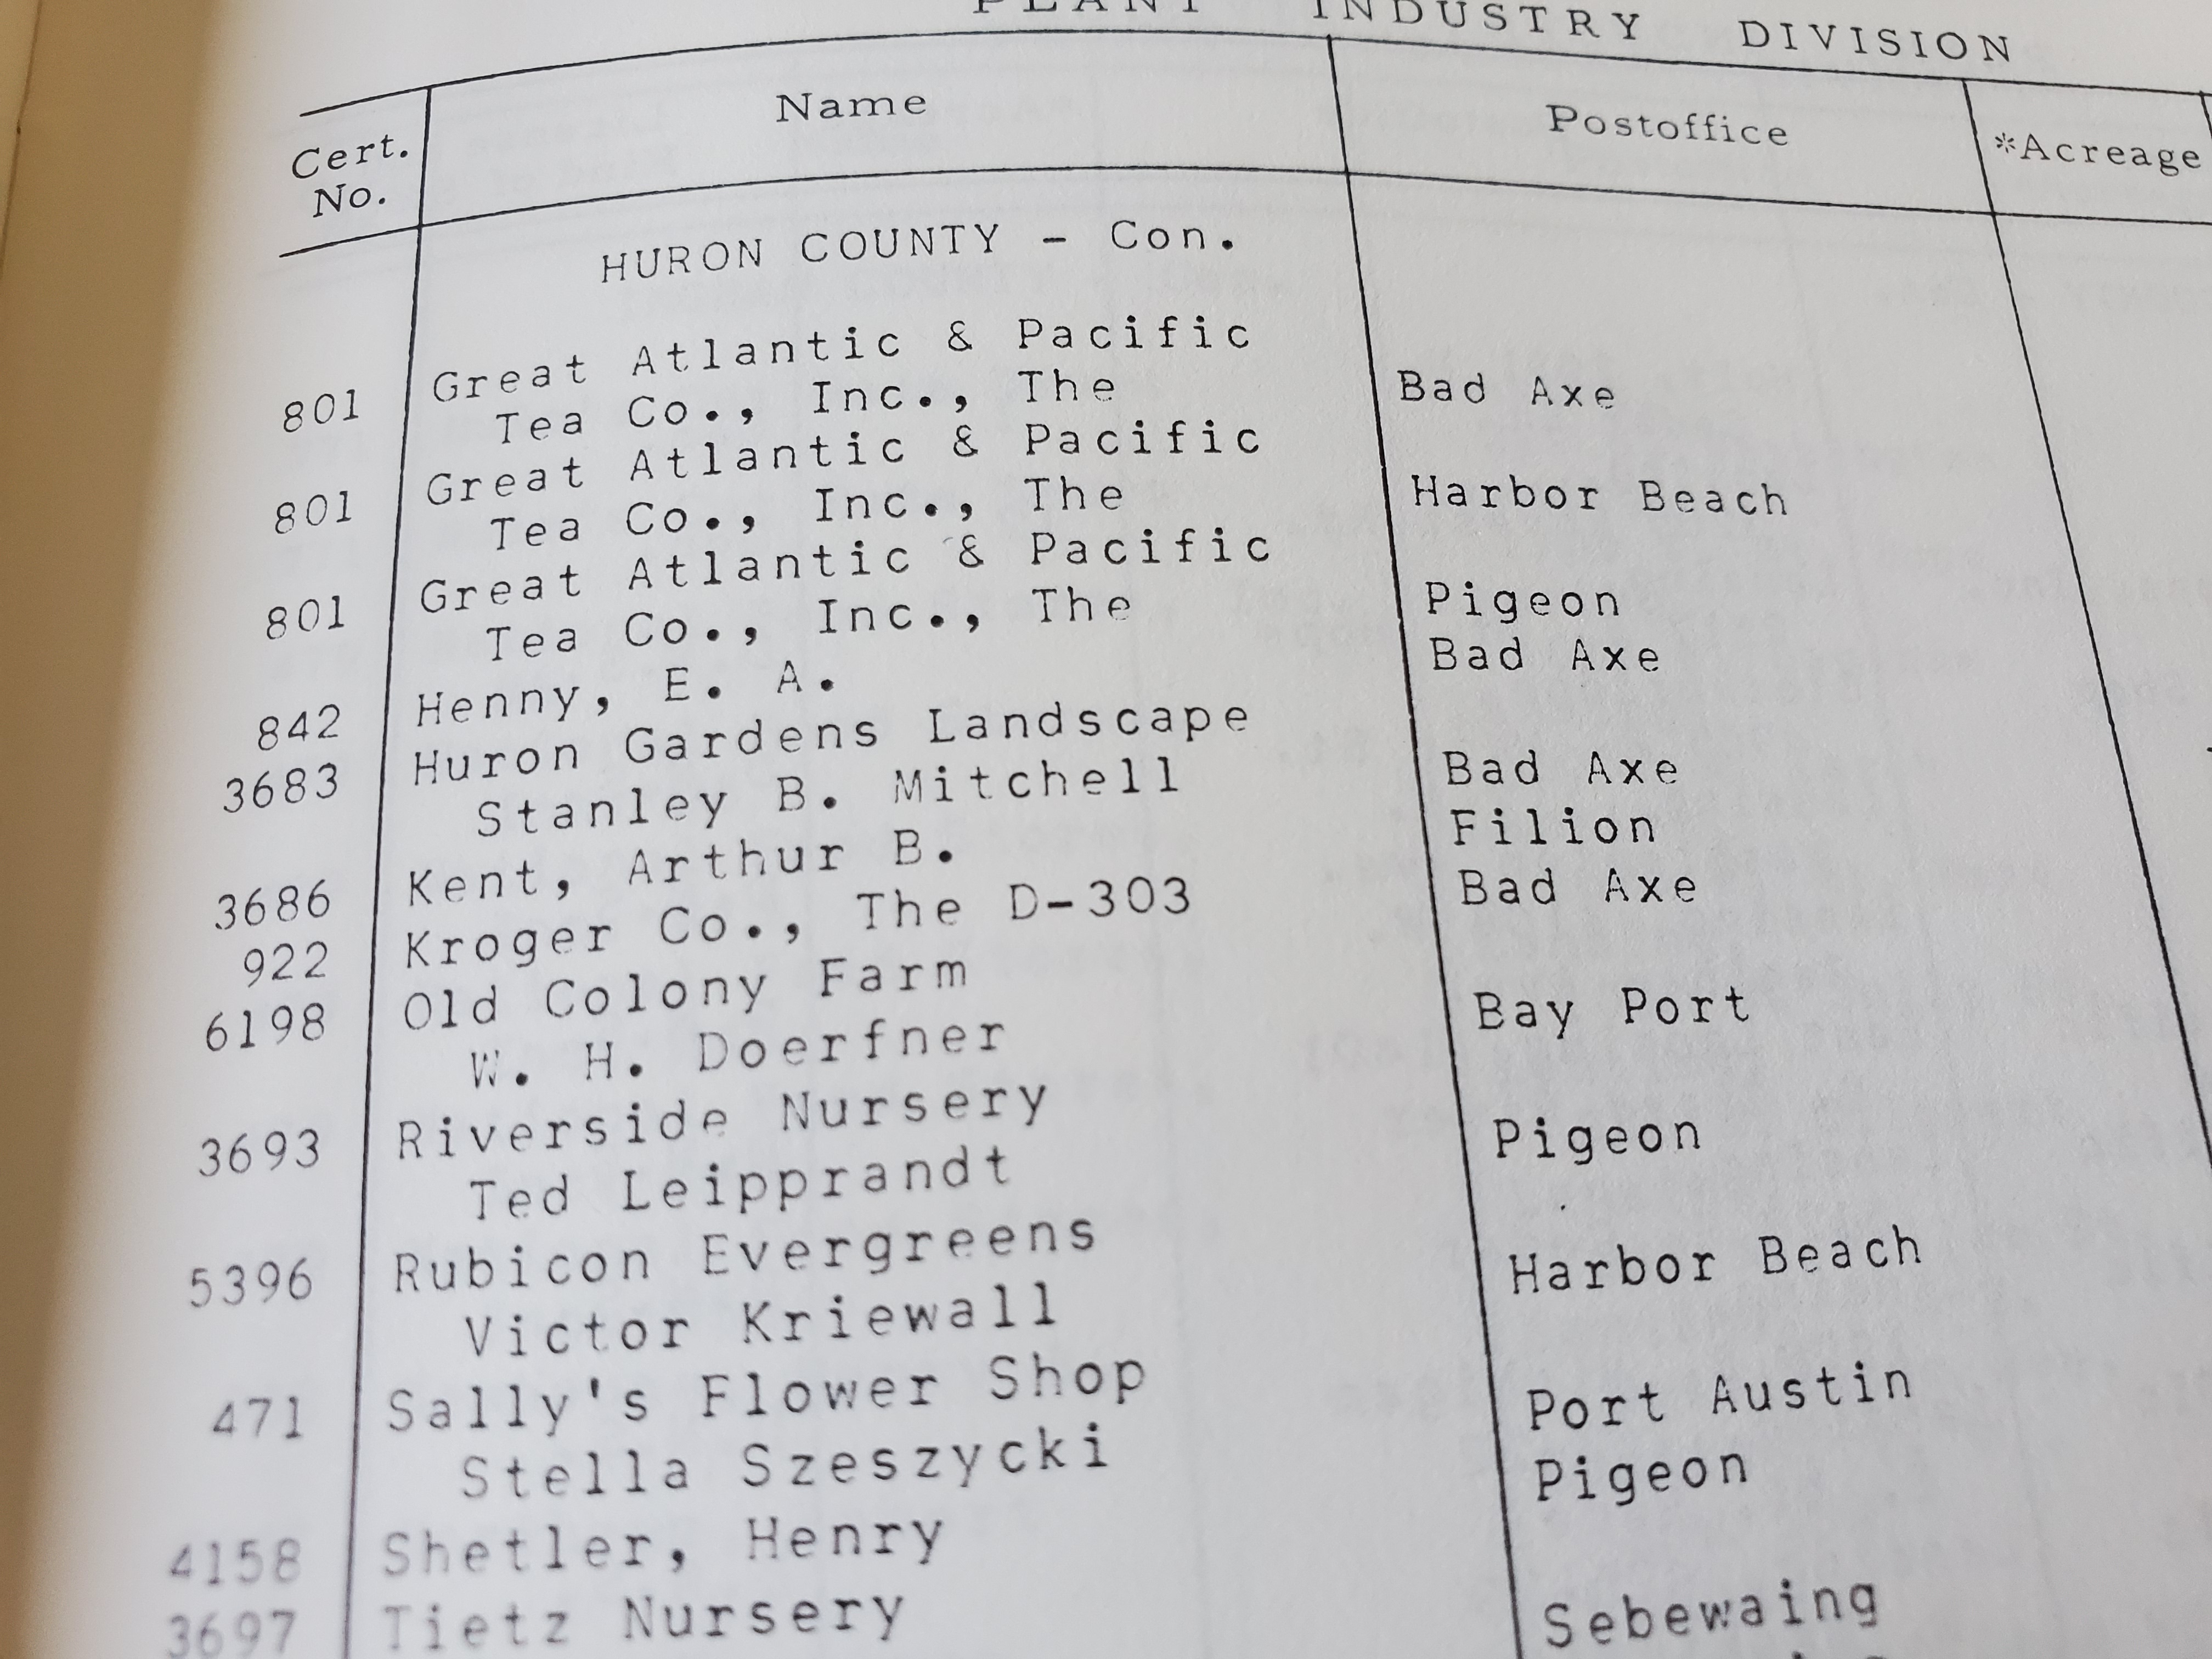 PLANT INDUSTRY DIVISION
Cert. No. Name Postoffice *Acreage
HURON COUNTY - Con.
801 Great Atlantic & Pacific
Tea Co., Inc., The Bad Axe
801 Great Atlantic & Pacific
Tea Co., Inc., The Harbor Beach
801 Great Atlantic & Pacific
Tea Co., Inc., The Pigeon
842 Henny, E. A. Bad Axe
3683 Huron Gardens Landscape
Stanley B. Mitchell Bad Axe
3686 Kent, Arthur B. Filion
922 Kroger Co., The D-303 Bad Axe
6198 Old Colony Farm
W. H. Doerfner Bay Port
3693 Riverside Nursery
Ted Leipprandt Pigeon
5396 Rubicon Evergreens
Victor Kriewall Harbor Beach
471 Sally's Flower Shop
Stella Szeszycki Port Austin
4158 Shetler, Henry Pigeon
3697 Tietz Nursery
Sebewaing